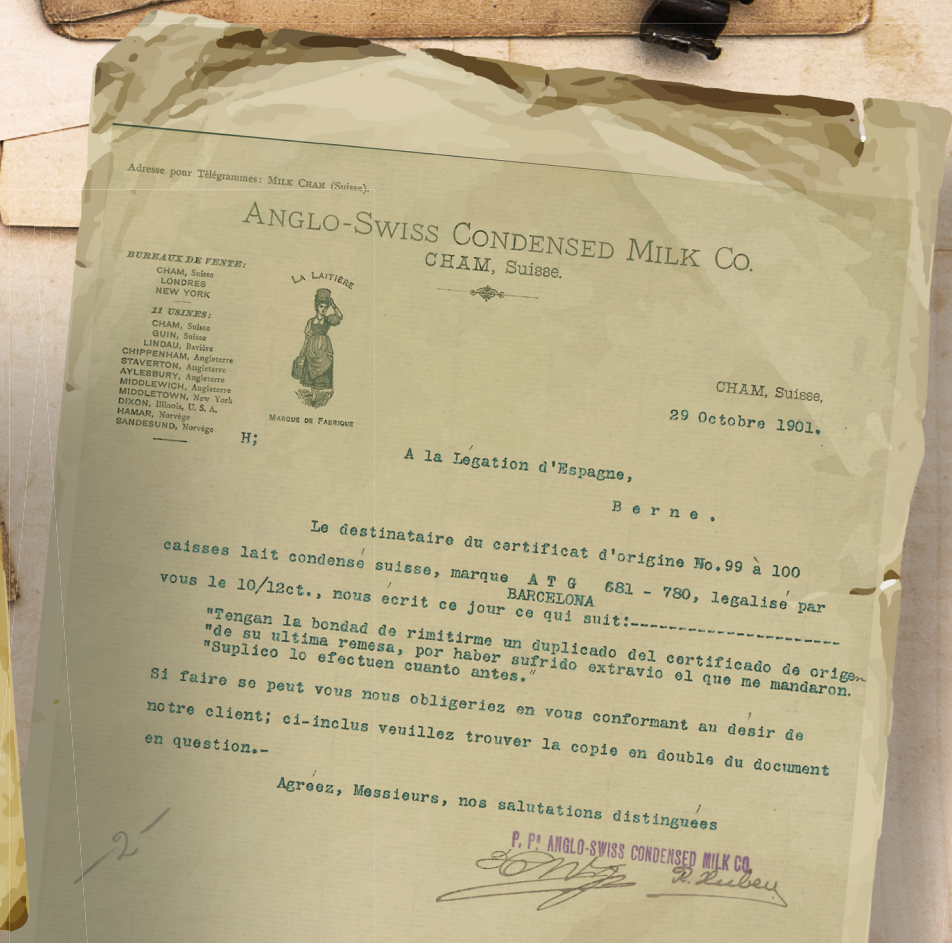 Adresse pour Télégrammes: MILK CHAM (Suisse).
ANGLO-SWISS CONDENSED MILK CO.
CHAM, Suisse.
BUREAUX DE VENTE:
CHAM, Suisse
LONDRES
NEW YORK
11 USINES:
CHAM, Suisse
GUIN, Suisse
LINDAU, Bavière
CHIPPENHAM, Angleterre
STAVERTON, Angleterre
AYLESBURY, Angleterre
MIDDLEWICH, Angleterre
MIDDLETOWN, New York
DIXON, Illinois, U. S. A.
HAMAR, Norvège
SANDESUND, Norvége
LA LAITIÈRE
MARQUE DE FABRIQUE
CHAM, Suisse,
29 Octobre 1901.
H;
A la Légation d'Espagne,
Berne.
Le destinataire du certificat d'origine No.99 à 100
caisses lait condensé suisse, marque A T G 681 - 780, legalisé par
BARCELONA
vous le 10/12ct., nous écrit ce jour ce qui suit:---------------------
"Tengan la bondad de rimitirme un duplicado del certificado de origen
"de su ultima remesa, por haber sufrido extravio el que me mandaron.
"Suplico lo efectuen cuanto antes."
Si faire se peut vous nous obligeriez en vous conformant au désir de
notre client; ci-inclus veuillez trouver la copie en double du document
en question.-
Agréez, Messieurs, nos salutations distinguées
P. PA ANGLO-SWISS CONDENSED MILK CO.
2